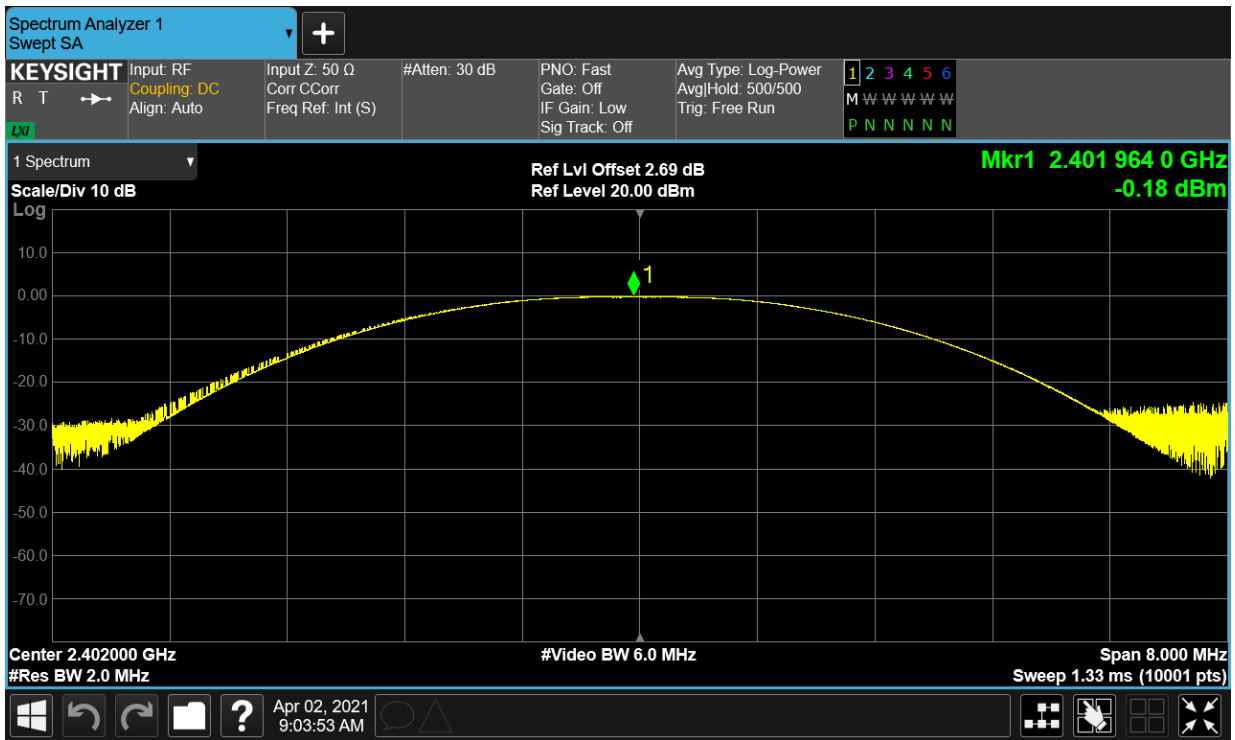 Spectrum Analyzer 1
Swept SA
KEYSIGHT
R T
LXI
Input: RF
Coupling: DC
Align: Auto
Input Z: 50 Ω
Corr CCorr
Freq Ref: Int (S)
#Atten: 30 dB
PNO: Fast
Gate: Off
IF Gain: Low
Sig Track: Off
Avg Type: Log-Power
Avg|Hold: 500/500
Trig: Free Run
1 2 3 4 5 6
M W W W W W
P N N N N N
1 Spectrum
Scale/Div 10 dB
Log
Ref Lvl Offset 2.69 dB
Ref Level 20.00 dBm
Mkr1 2.401 964 0 GHz
-0.18 dBm
10.0
0.00
-10.0
-20.0
-30.0
-40.0
-50.0
-60.0
-70.0
1
Center 2.402000 GHz
#Res BW 2.0 MHz
#Video BW 6.0 MHz
Span 8.000 MHz
Sweep 1.33 ms (10001 pts)
?
Apr 02, 2021
9:03:53 AM